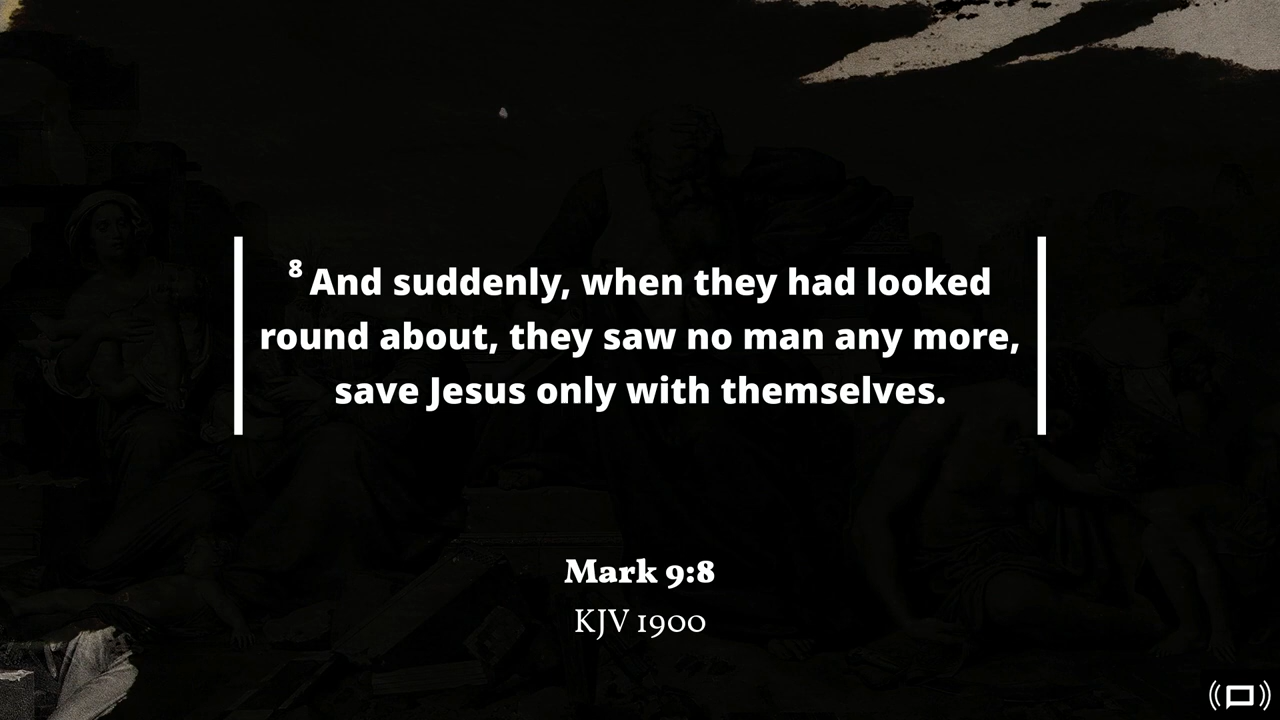 8 And suddenly, when they had looked
round about, they saw no man any more,
save Jesus only with themselves.
Mark 9:8
KJV 1900